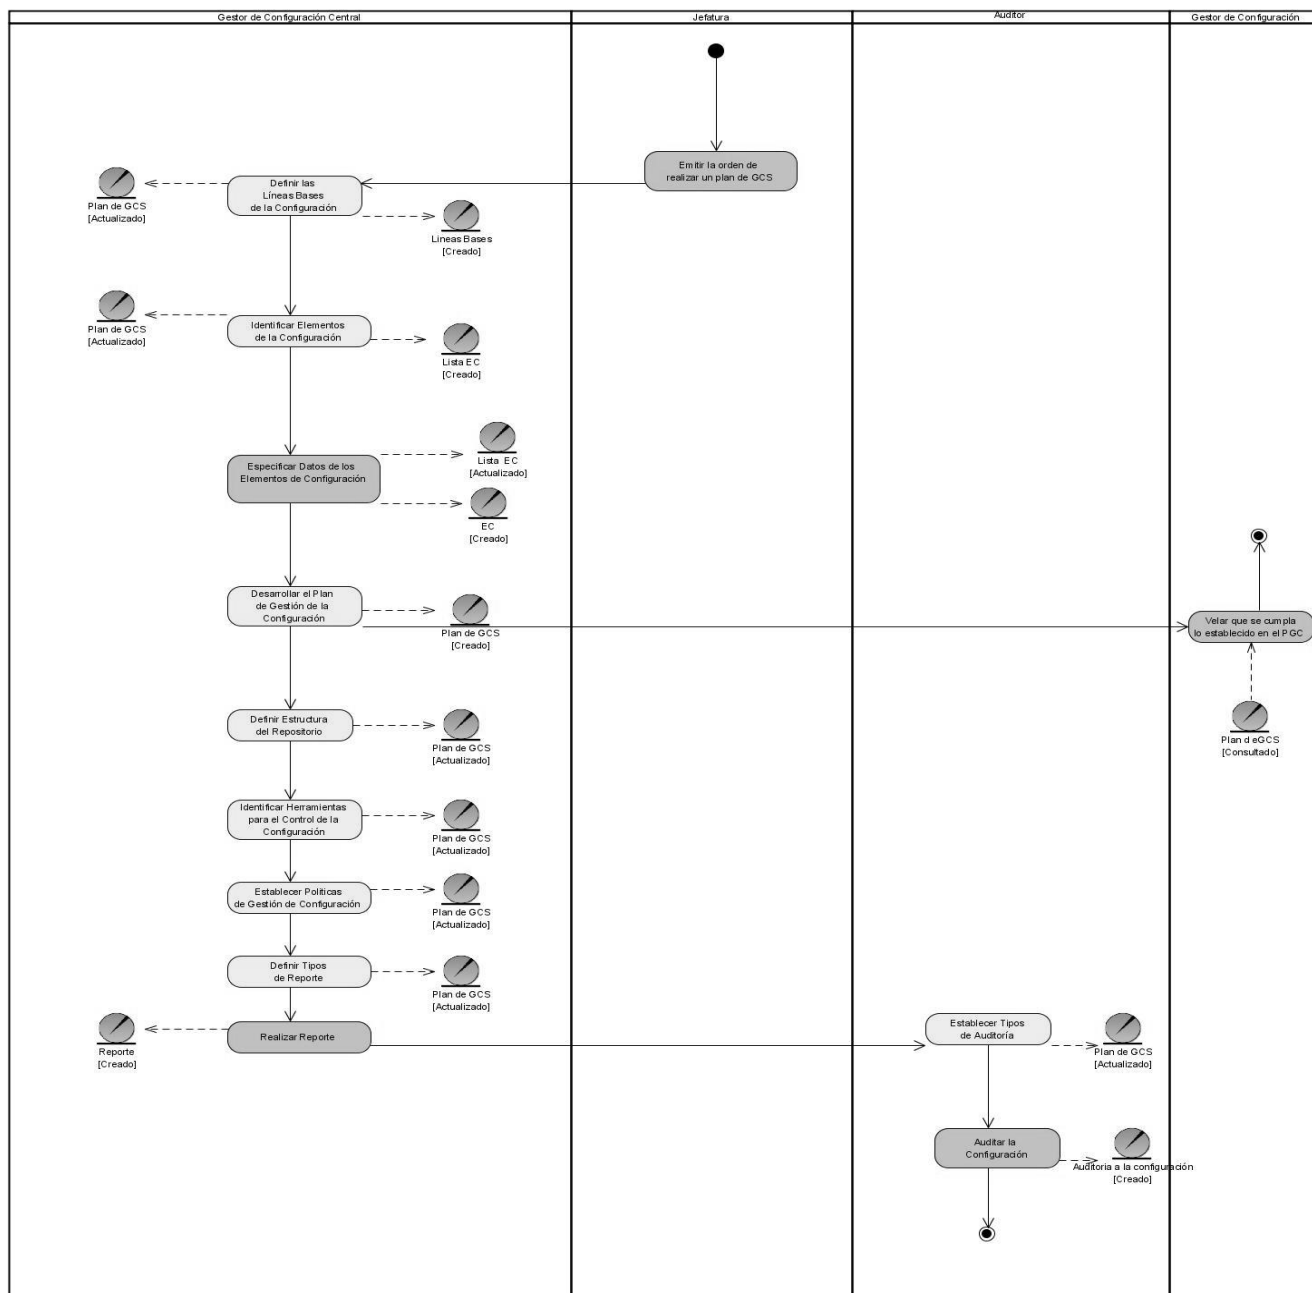 Gestor de Configuración Central
Jefatura
Auditor
Gestor de Configuración
Emitir la orden de
realizar un plan de GCS
Definir las
Líneas Bases
de la Configuración
Plan de GCS
[Actualizado]
Lineas Bases
[Creado]
Identificar Elementos
de la Configuración
Plan de GCS
[Actualizado]
Lista EC
[Creado]
Especificar Datos de los
Elementos de Configuración
Lista EC
[Actualizado]
EC
[Creado]
Desarrollar el Plan
de Gestión de la
Configuración
Plan de GCS
[Creado]
Velar que se cumpla
lo establecido en el PGC
Plan d eGCS
[Consultado]
Definir Estructura
del Repositorio
Plan de GCS
[Actualizado]
Identificar Herramientas
para el Control de la
Configuración
Plan de GCS
[Actualizado]
Establecer Políticas
de Gestión de Configuración
Plan de GCS
[Actualizado]
Definir Tipos
de Reporte
Plan de GCS
[Actualizado]
Realizar Reporte
Reporte
[Creado]
Establecer Tipos
de Auditoría
Plan de GCS
[Actualizado]
Auditar la
Configuración
Auditoria a la configuración
[Creado]